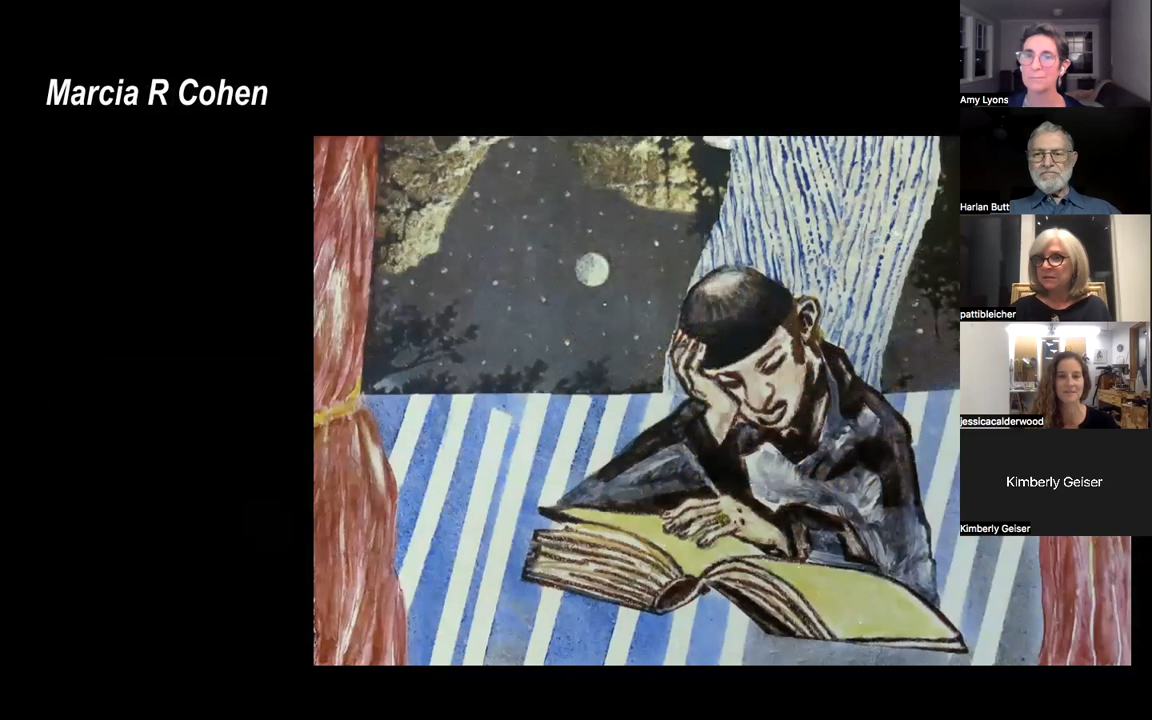 Marcia R Cohen
Amy Lyons
Harlan Butt
pattibleicher
jessicacalderwood
Kimberly Geiser
Kimberly Geiser